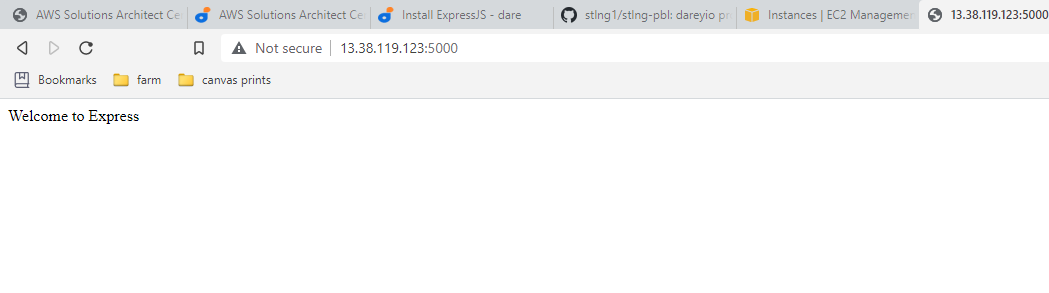 AWS Solutions Architect Ce
AWS Solutions Architect Ce
Install ExpressJS - dare
stlng1/stlng-pbl: dareyio pr
Instances | EC2 Managemen
13.38.119.123:5000
Not secure
13.38.119.123:5000
Bookmarks
farm
canvas prints
Welcome to Express